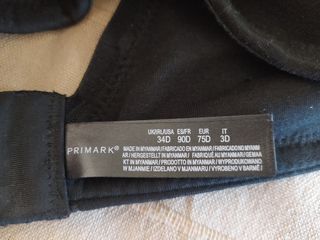 PRIMARK®
UK/IRL/USA ES/FR EUR IT
34D 90D 75D 3D
MADE IN MYANMAR/FABRICADO EN MYANMAR/FABRICADO NO MYANM
AR/ HERGESTELLT IN MYANMAR/ FABRIQUÉ AU MYANMAR/ GEMAA
KT IN MYANMAR/ PRODOTTO IN MYANMAR/ WYPRODUKOWANO
W MJANMIE/ IZDELANO V MJANMARU/ VYROBENO V BARMĚ /